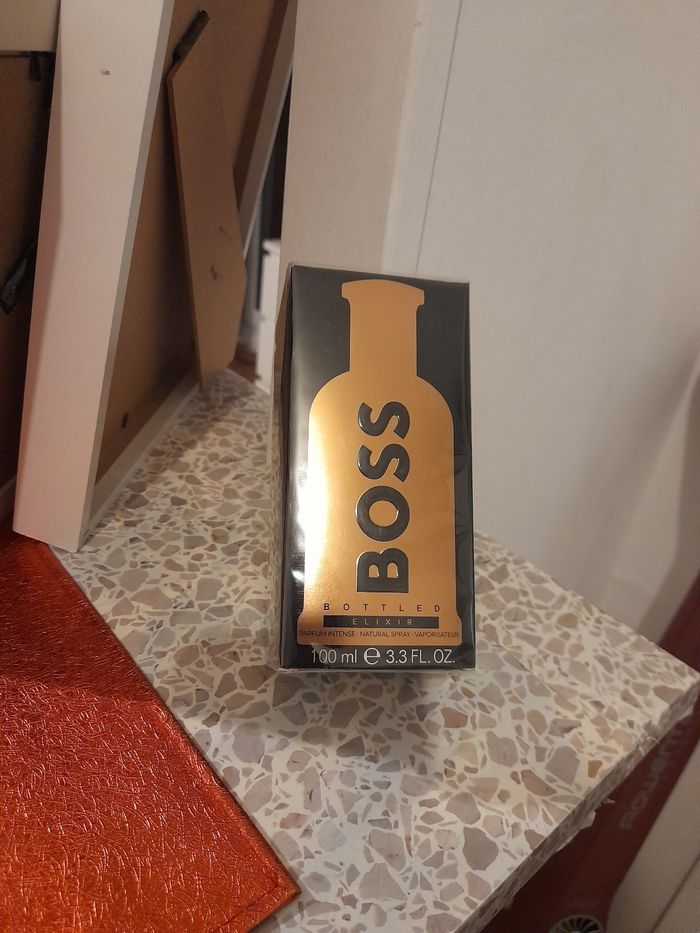 BOSS
BOTTLED
ELIXIR
PARFUM INTENSE · NATURAL SPRAY · VAPORISATEUR
100 ml ℮ 3.3 FL. OZ.